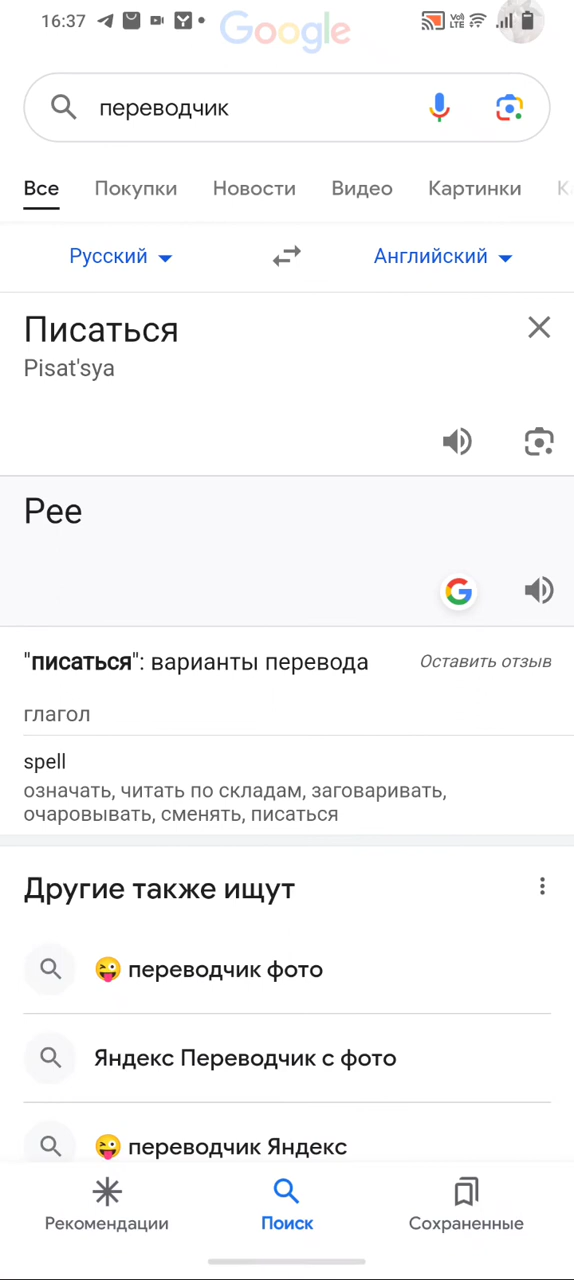 16:37
Vo)) LTE
Google
переводчик
Все Покупки Новости Видео Картинки
Русский Английский
Писаться
Pisat'sya
Pee
"писаться": варианты перевода Оставить отзыв
глагол
spell
означать, читать по складам, заговаривать,
очаровывать, сменять, писаться
Другие также ищут
😜 переводчик фото
Яндекс Переводчик с фото
😜 переводчик Яндекс
Рекомендации Поиск Сохраненные